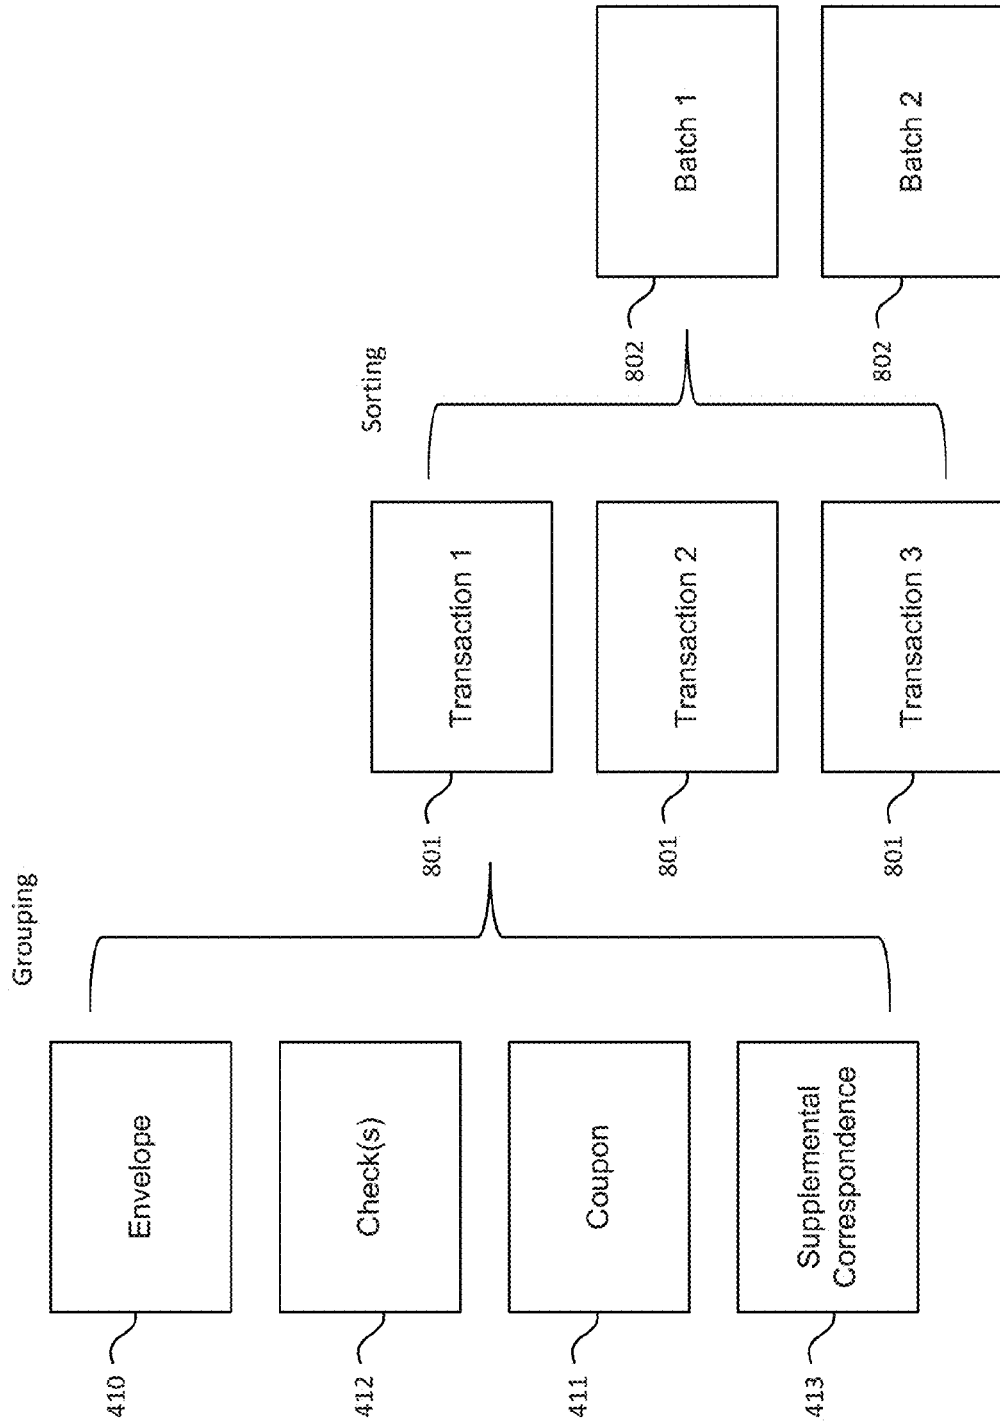 Grouping
Sorting
410
Envelope
412
Check(s)
411
Coupon
413
Supplemental
Correspondence
801
Transaction 1
801
Transaction 2
801
Transaction 3
802
Batch 1
802
Batch 2